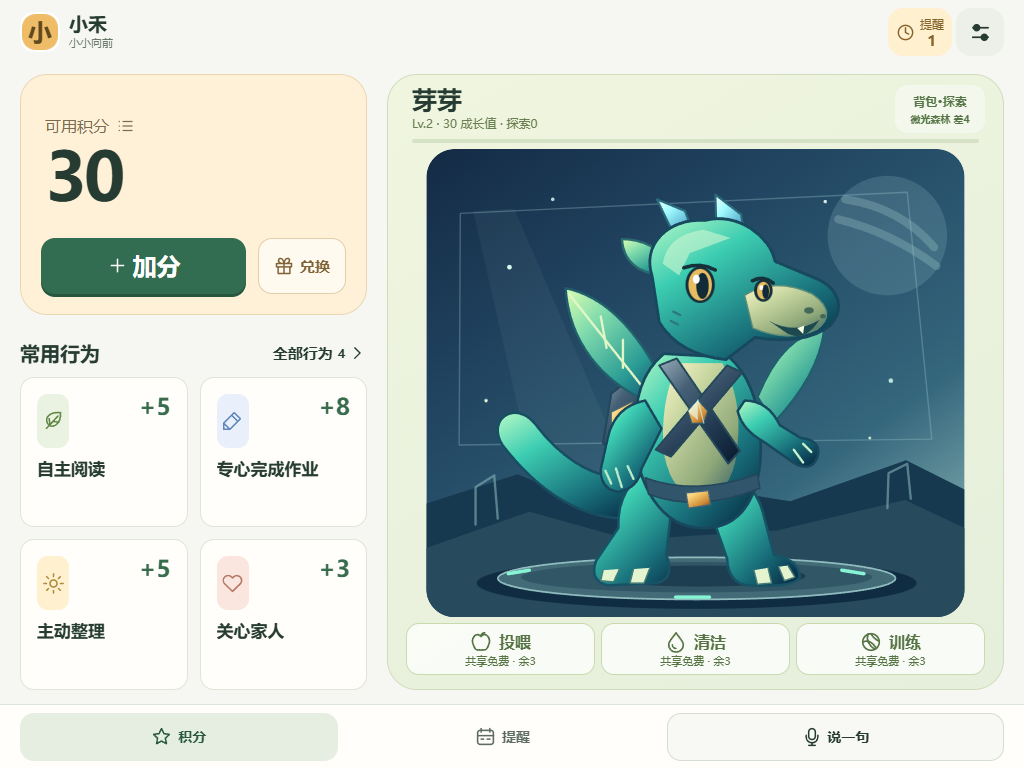 小
小禾
小小向前
提醒
1
可用积分
30
+ 加分
兑换
芽芽
Lv.2 · 30 成长值 · 探索0
背包•探索
微光森林 差4
常用行为
全部行为 4
+5
自主阅读
+8
专心完成作业
+5
主动整理
+3
关心家人
投喂
共享免费 · 余3
清洁
共享免费 · 余3
训练
共享免费 · 余3
积分
提醒
说一句